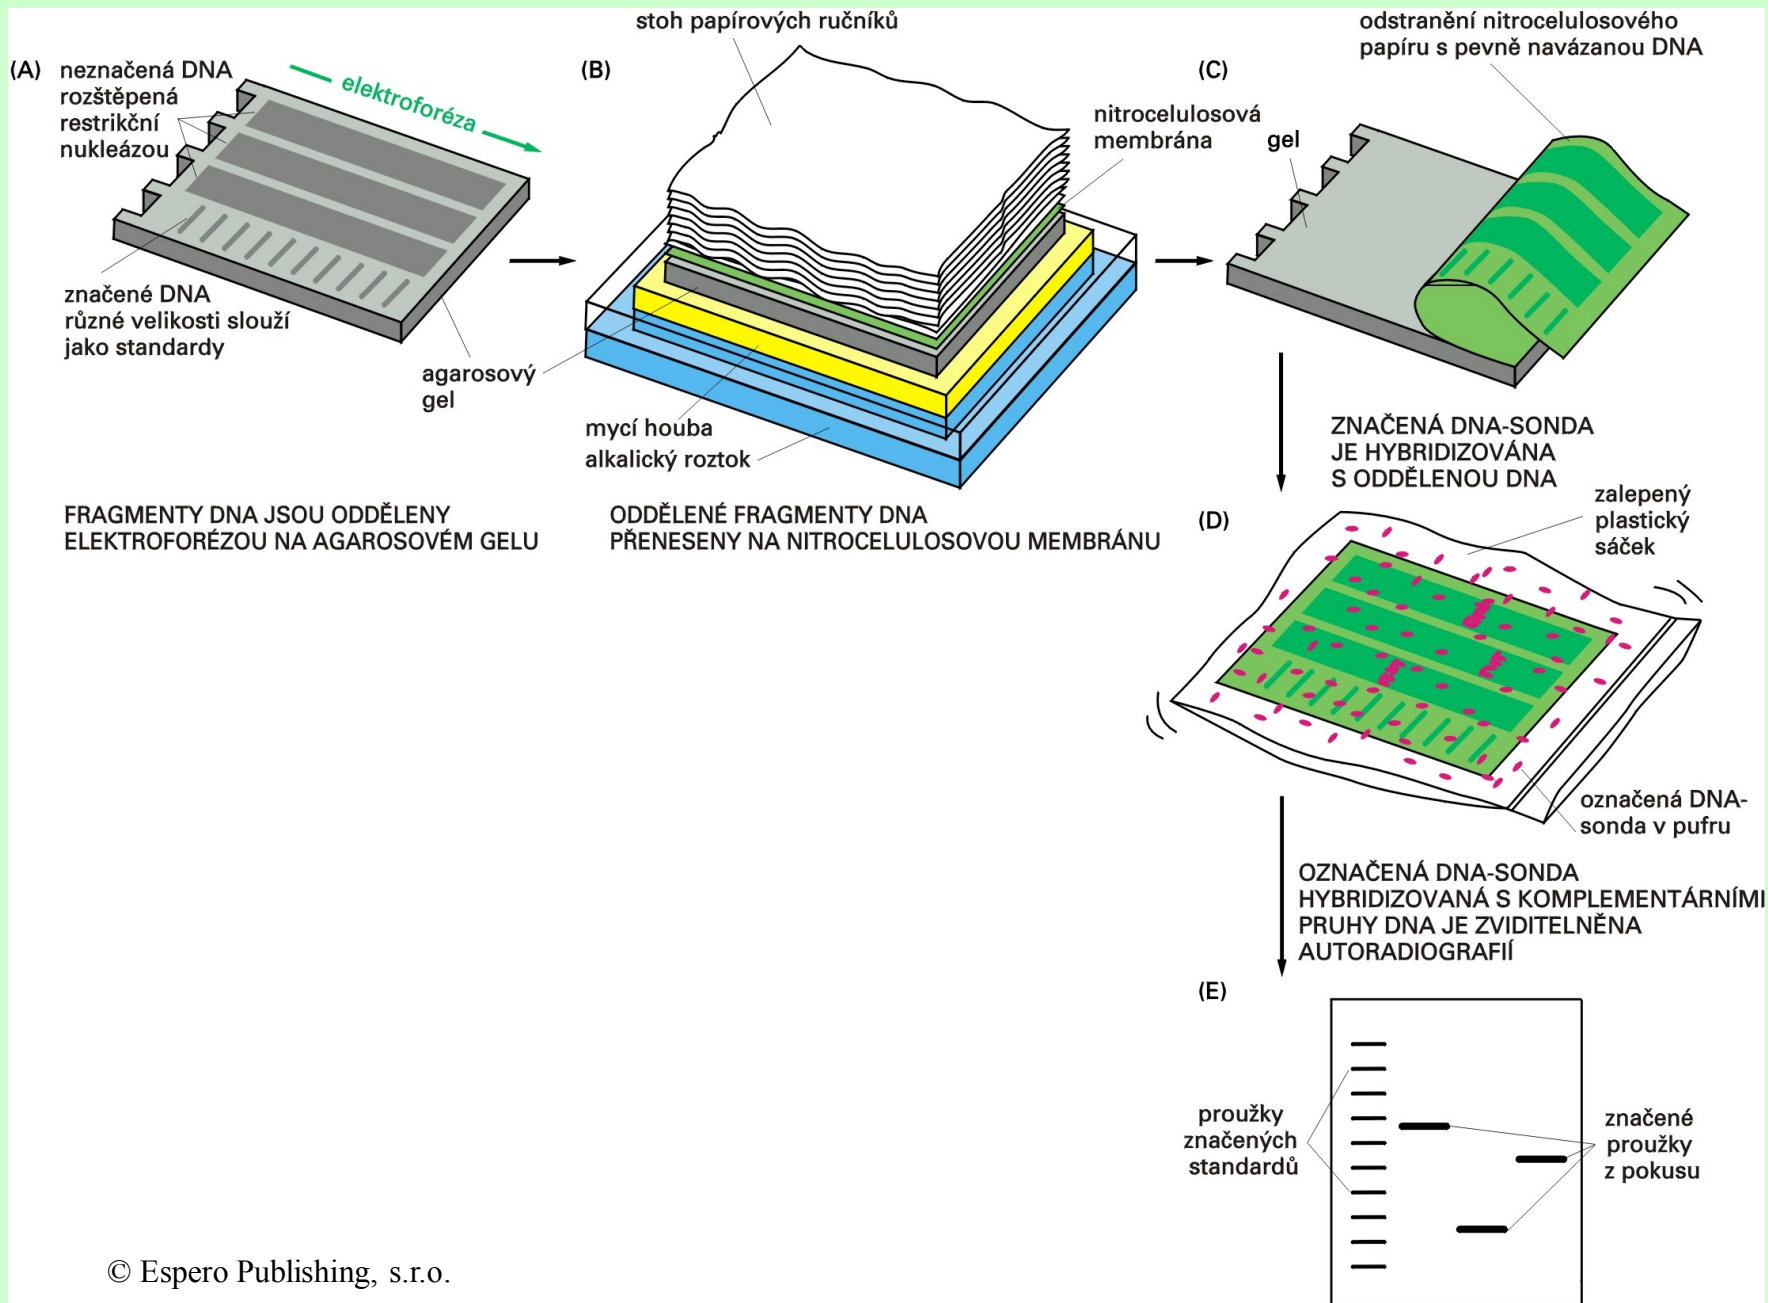 (A)
neznačená DNA
rozštěpená
restrikční
nukleázou
elektroforéza
značené DNA
různé velikosti slouží
jako standardy
agarosový
gel
FRAGMENTY DNA JSOU ODDĚLENY
ELEKTROFORÉZOU NA AGAROSOVÉM GELU
(B)
stoh papírových ručníků
nitrocelulosová
membrána
mycí houba
alkalický roztok
ODDĚLENÉ FRAGMENTY DNA
PŘENESENY NA NITROCELULOSOVOU MEMBRÁNU
(C)
odstranění nitrocelulosového
papíru s pevně navázanou DNA
gel
ZNAČENÁ DNA-SONDA
JE HYBRIDIZOVÁNA
S ODDĚLENOU DNA
(D)
zalepený
plastický
sáček
označená DNA-
sonda v pufru
OZNAČENÁ DNA-SONDA
HYBRIDIZOVANÁ S KOMPLEMENTÁRNÍMI
PRUHY DNA JE ZVIDITELNĚNA
AUTORADIOGRAFIÍ
(E)
proužky
značených
standardů
značené
proužky
z pokusu
© Espero Publishing, s.r.o.